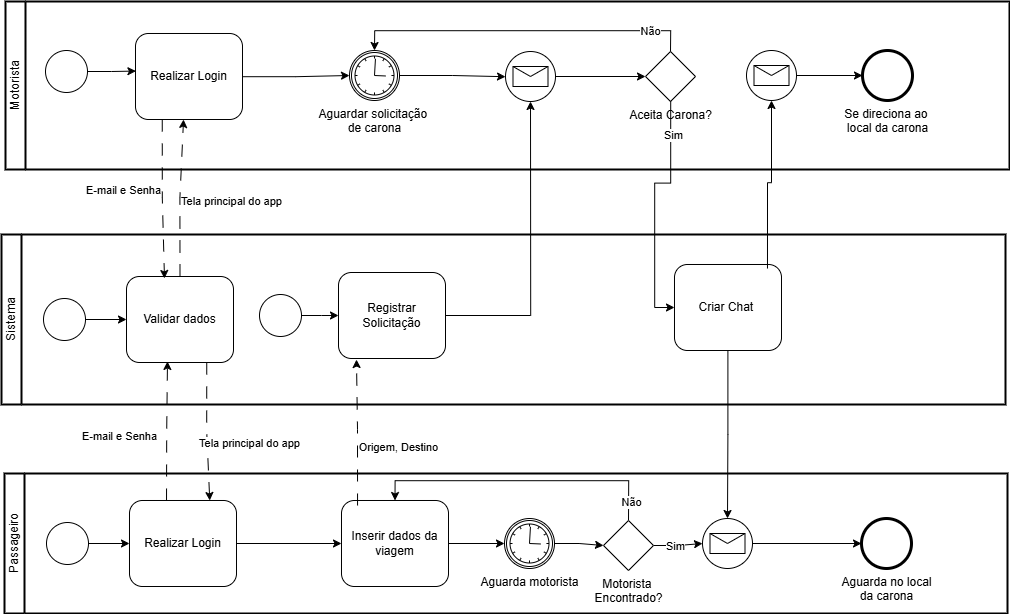 Motorista
Realizar Login
Aguardar solicitação
de carona
Não
Aceita Carona?
Sim
Se direciona ao
local da carona
E-mail e Senha
Tela principal do app
Sistema
Validar dados
Registrar
Solicitação
Criar Chat
E-mail e Senha
Tela principal do app
Origem, Destino
Passageiro
Realizar Login
Inserir dados da
viagem
Aguarda motorista
Não
Sim
Motorista
Encontrado?
Aguarda no local
da carona